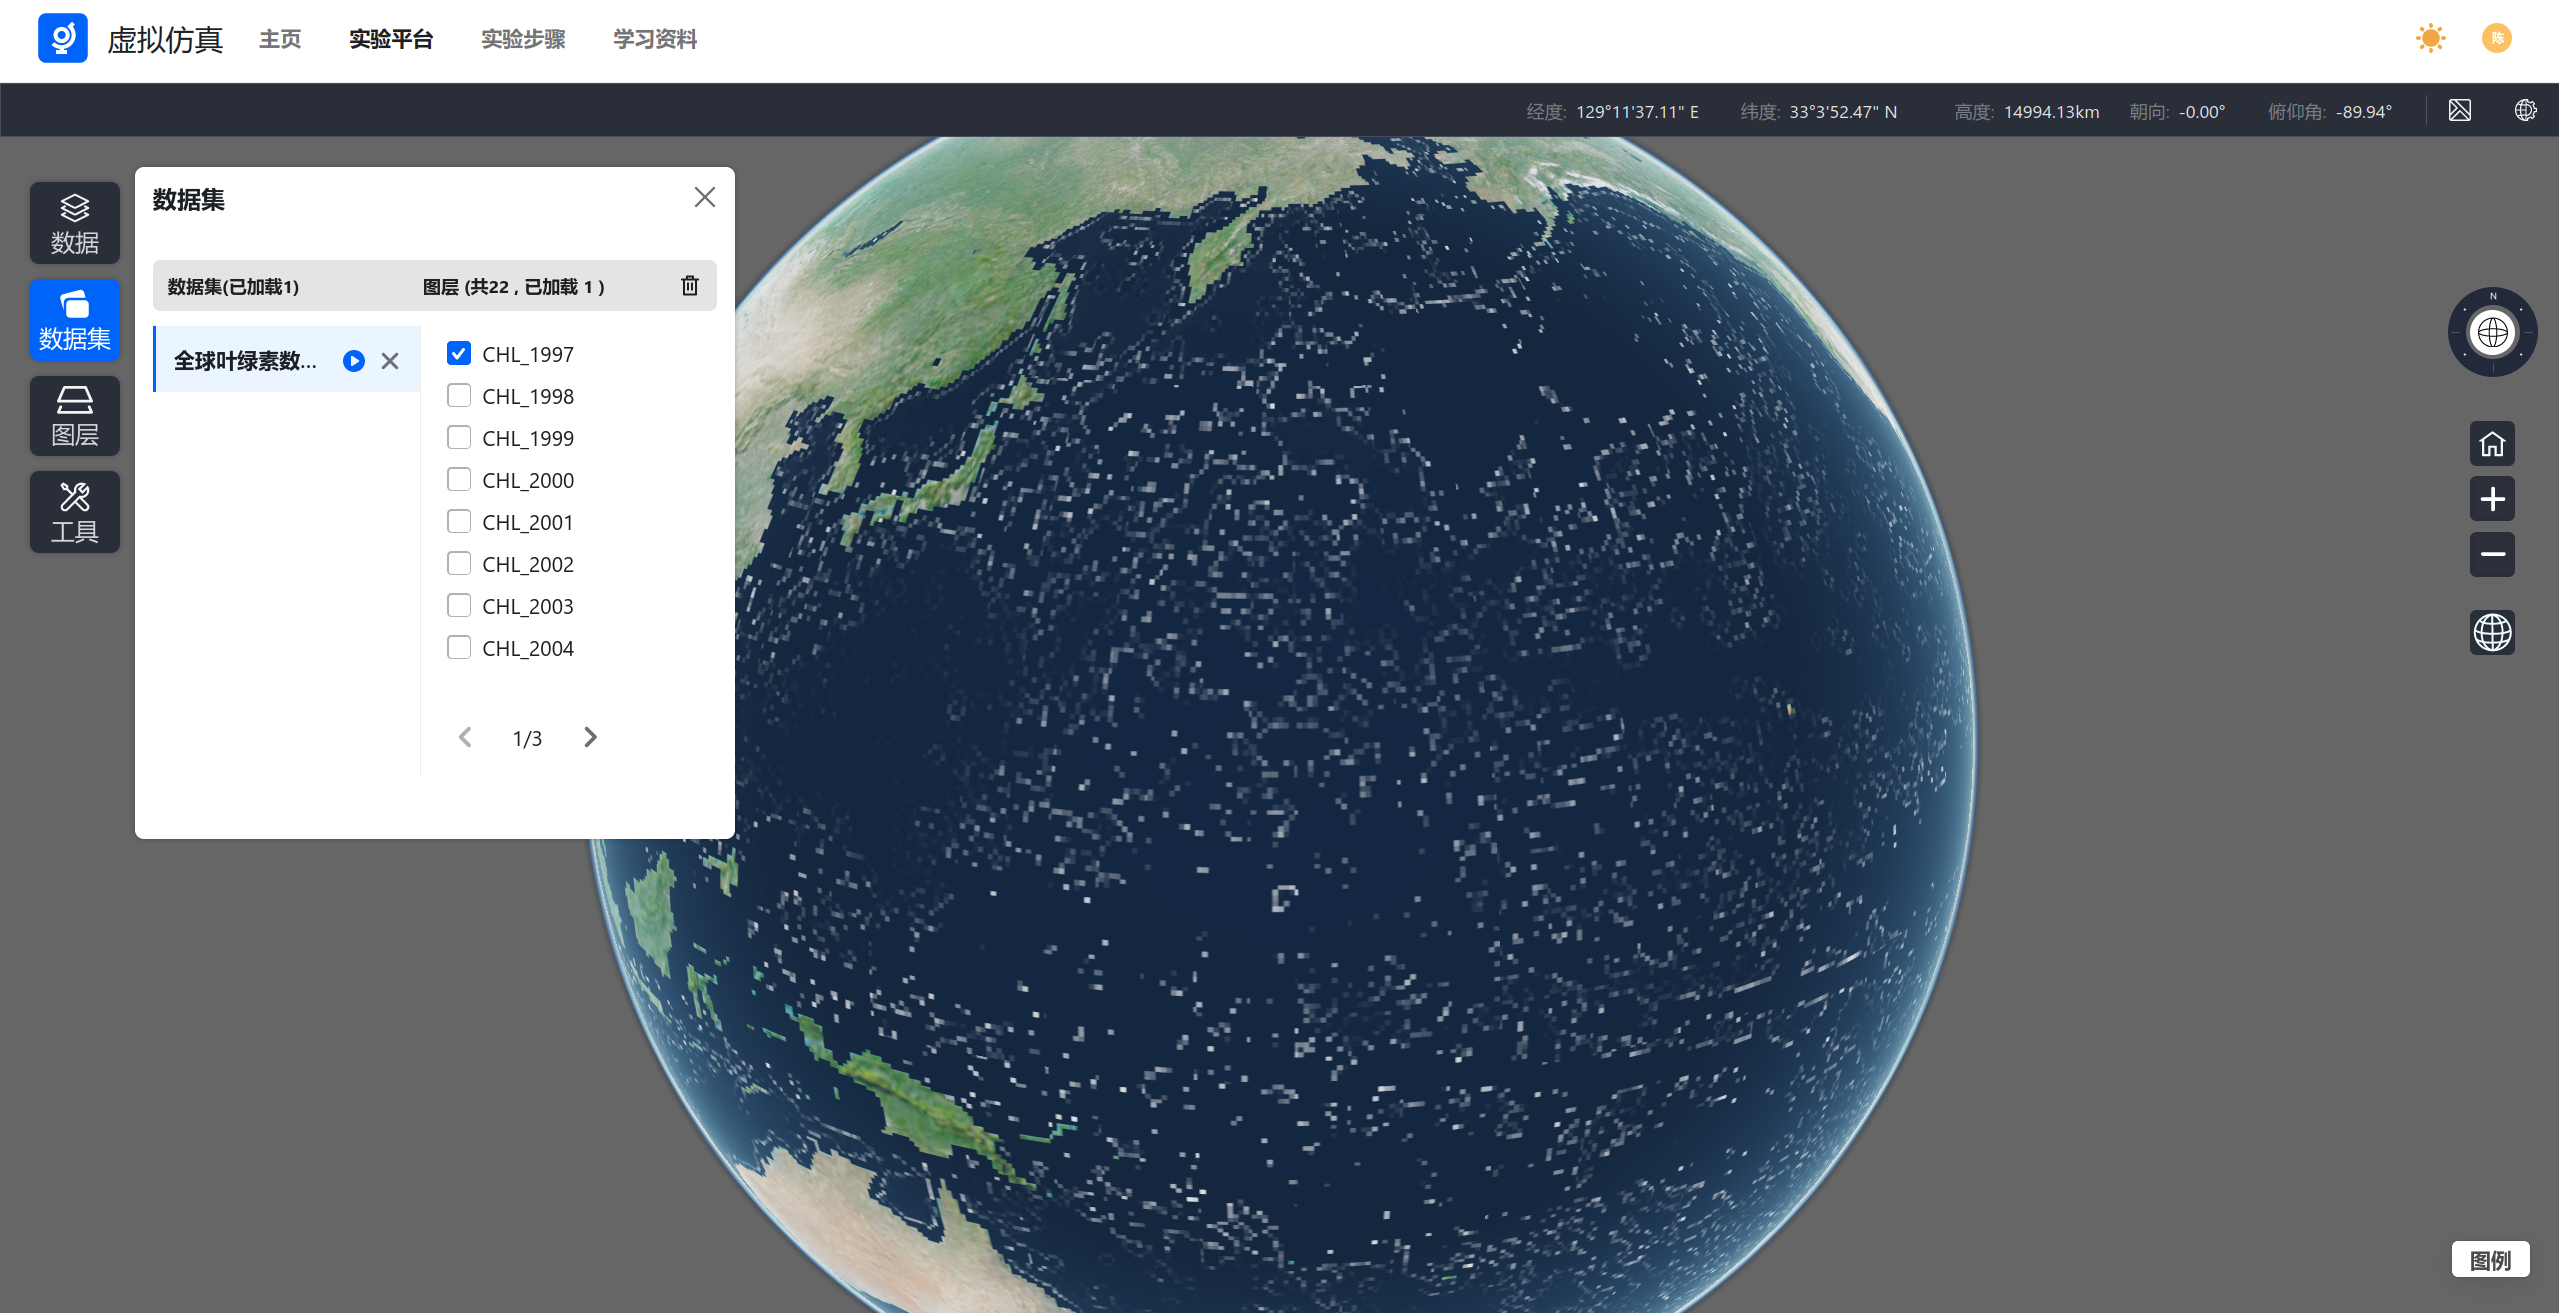 虚拟仿真 主页 实验平台 实验步骤 学习资料 陈
经度: 129°11'37.11" E 纬度: 33°3'52.47" N 高度: 14994.13km 朝向: -0.00° 俯仰角: -89.94°
数据
数据集
图层
工具
数据集
数据集(已加载1) 图层 (共22 , 已加载 1 )
全球叶绿素数...
CHL_1997
CHL_1998
CHL_1999
CHL_2000
CHL_2001
CHL_2002
CHL_2003
CHL_2004
1/3
N
图例